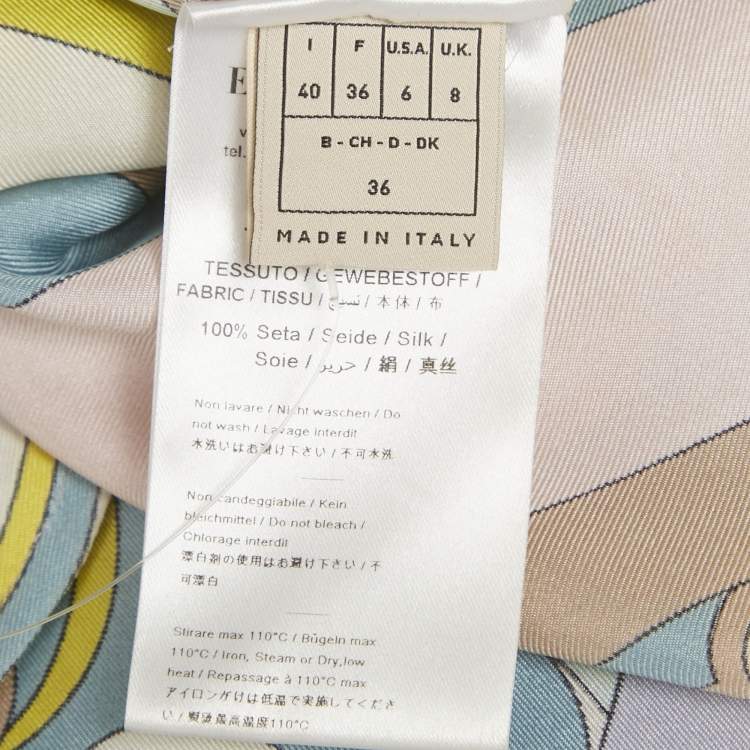 I F U.S.A. U.K.
40 36 6 8
B - CH - D - DK
36
MADE IN ITALY
E
tel.
TESSUTO / GEWEBESTOFF /
FABRIC / TISSU / نسيج / 本体 / 布
100% Seta / Seide / Silk /
Soie / حرير / 絹 / 真丝
Non lavare / Nicht waschen / Do
not wash / Lavage interdit
水洗いはお避け下さい / 不可水洗
Non candeggiabile / Kein
bleichmittel / Do not bleach /
Chlorage interdit
漂白剤の使用はお避け下さい / 不
可漂白
Stirare max 110°C / Bügeln max
110°C / Iron, Steam or Dry,low
heat / Repassage à 110°C max
アイロンがけは低温で実施してくださ
い / 熨烫最高温度110°C